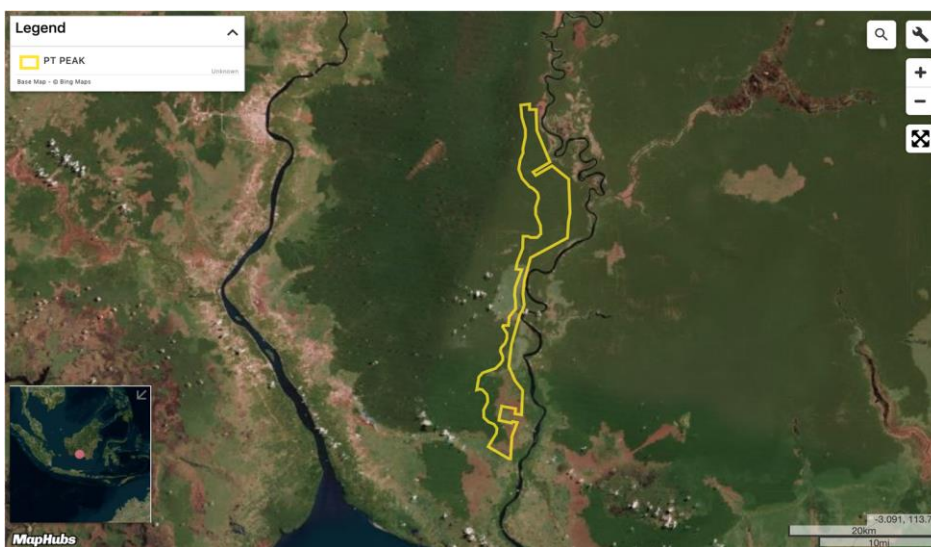 Legend
PT PEAK
Unknown
Base Map - © Bing Maps
-3.091, 113.7
20km
10mi
MapHubs